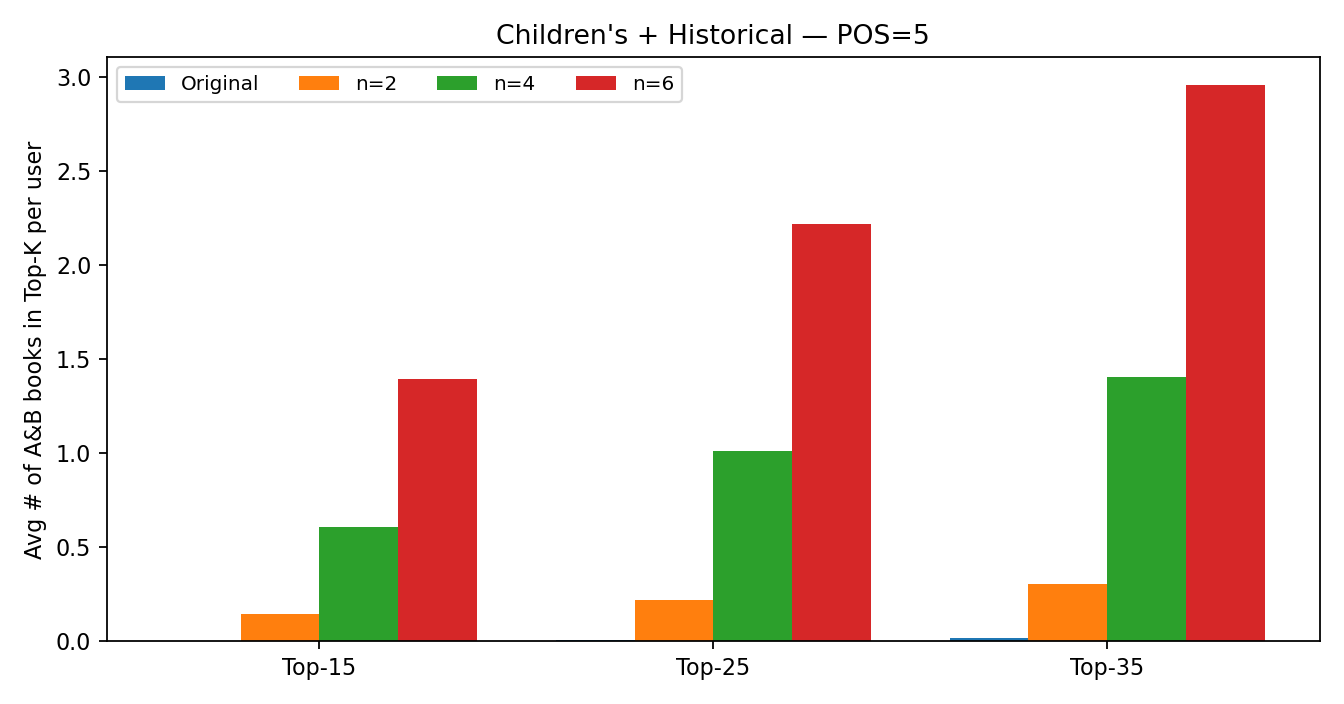 Children's + Historical — POS=5
Original n=2 n=4 n=6
Avg # of A&B books in Top-K per user
3.0
2.5
2.0
1.5
1.0
0.5
0.0
Top-15 Top-25 Top-35